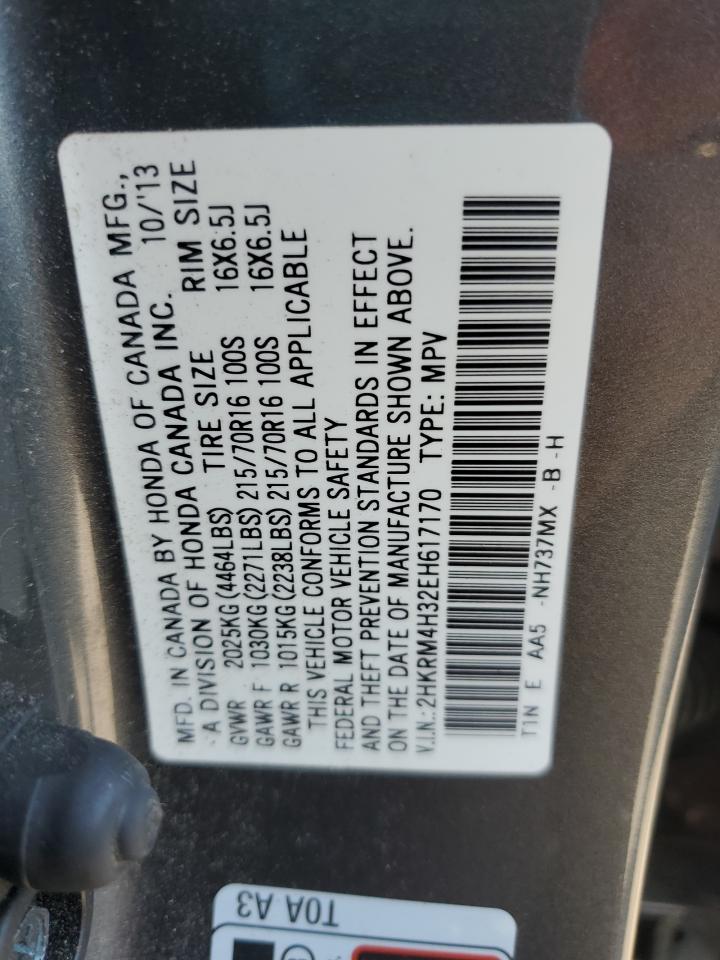 MFD. IN CANADA BY HONDA OF CANADA MFG.,
A DIVISION OF HONDA CANADA INC. 10/'13
TIRE SIZE RIM SIZE
GVWR 2025KG(4464LBS)
GAWR F 1030KG(2271LBS) 215/70R16 100S 16X6.5J
GAWR R 1015KG(2238LBS) 215/70R16 100S 16X6.5J
THIS VEHICLE CONFORMS TO ALL APPLICABLE
FEDERAL MOTOR VEHICLE SAFETY
AND THEFT PREVENTION STANDARDS IN EFFECT
ON THE DATE OF MANUFACTURE SHOWN ABOVE.
V.I.N.: 2HKRM4H32EH617170 TYPE: MPV
T1N E AA5 -NH737MX -B -H
T0A A3